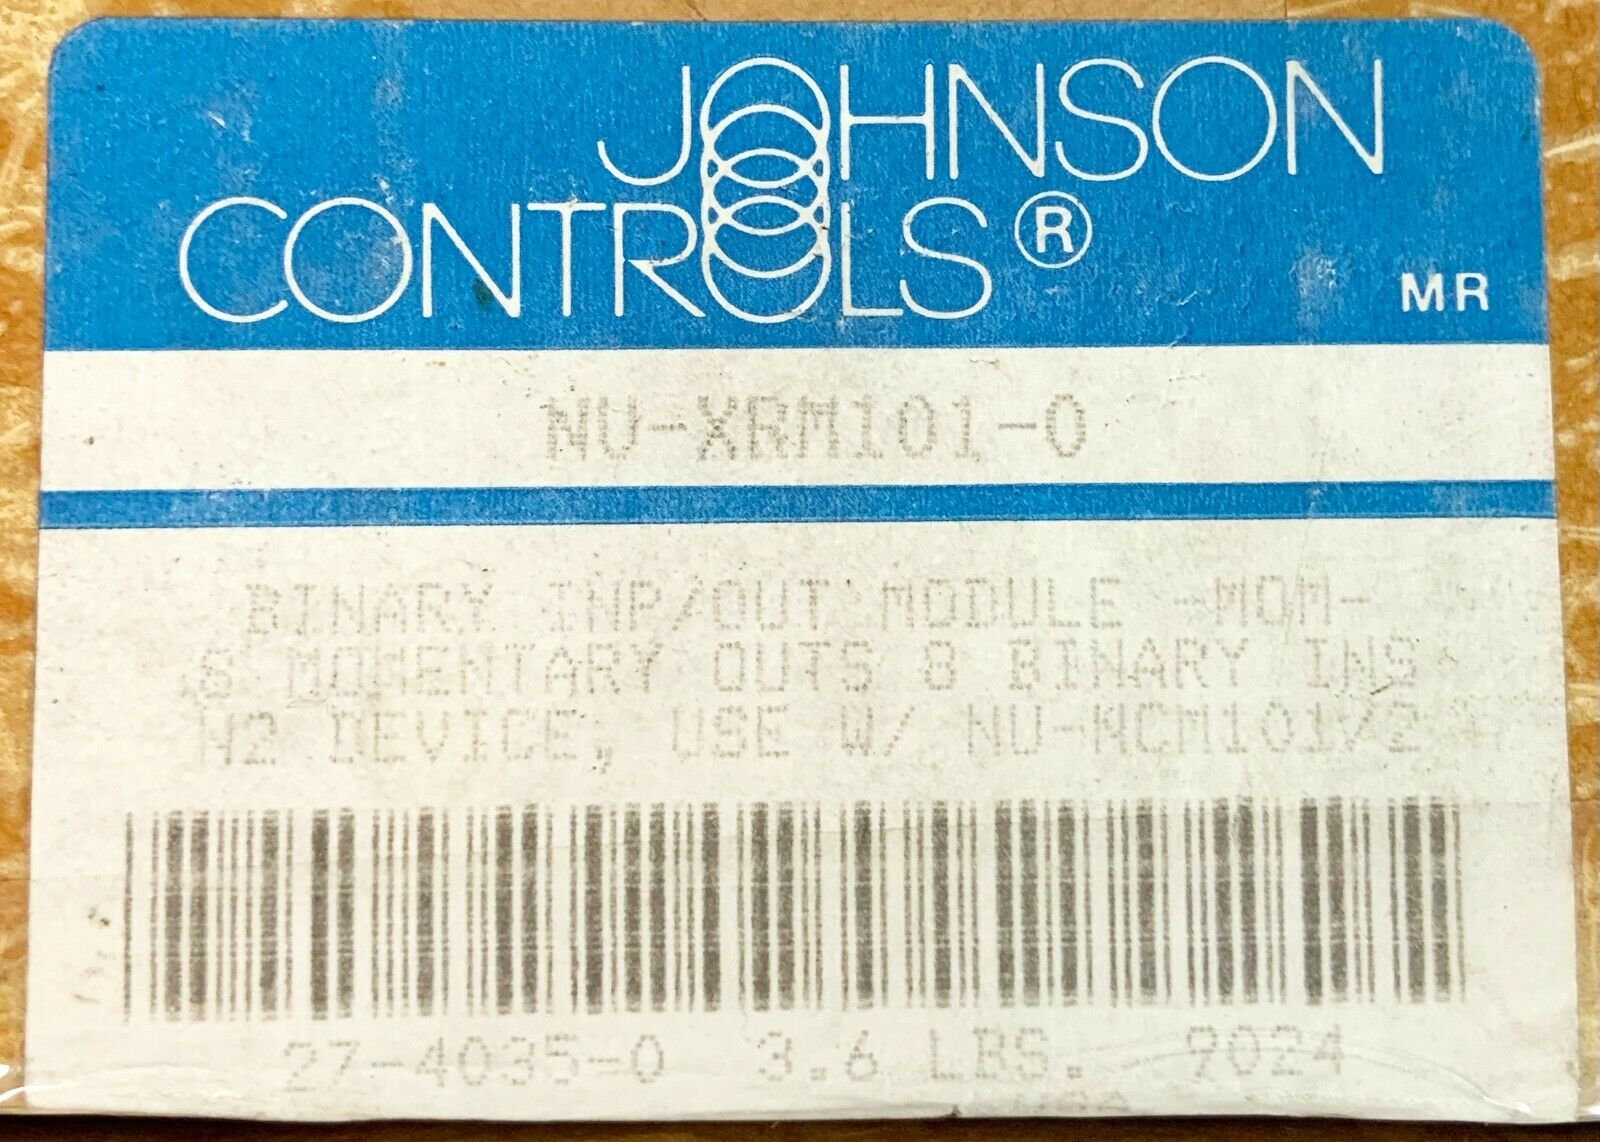 JOHNSON
CONTROLS®
MR
NU-XRM101-0
BINARY INP/OUT MODULE -MOM-
8 MOMENTARY OUTS 8 BINARY INS
N2 DEVICE, USE W/ NU-NCM101/2
27-4035-0 3.6 LBS. 9024